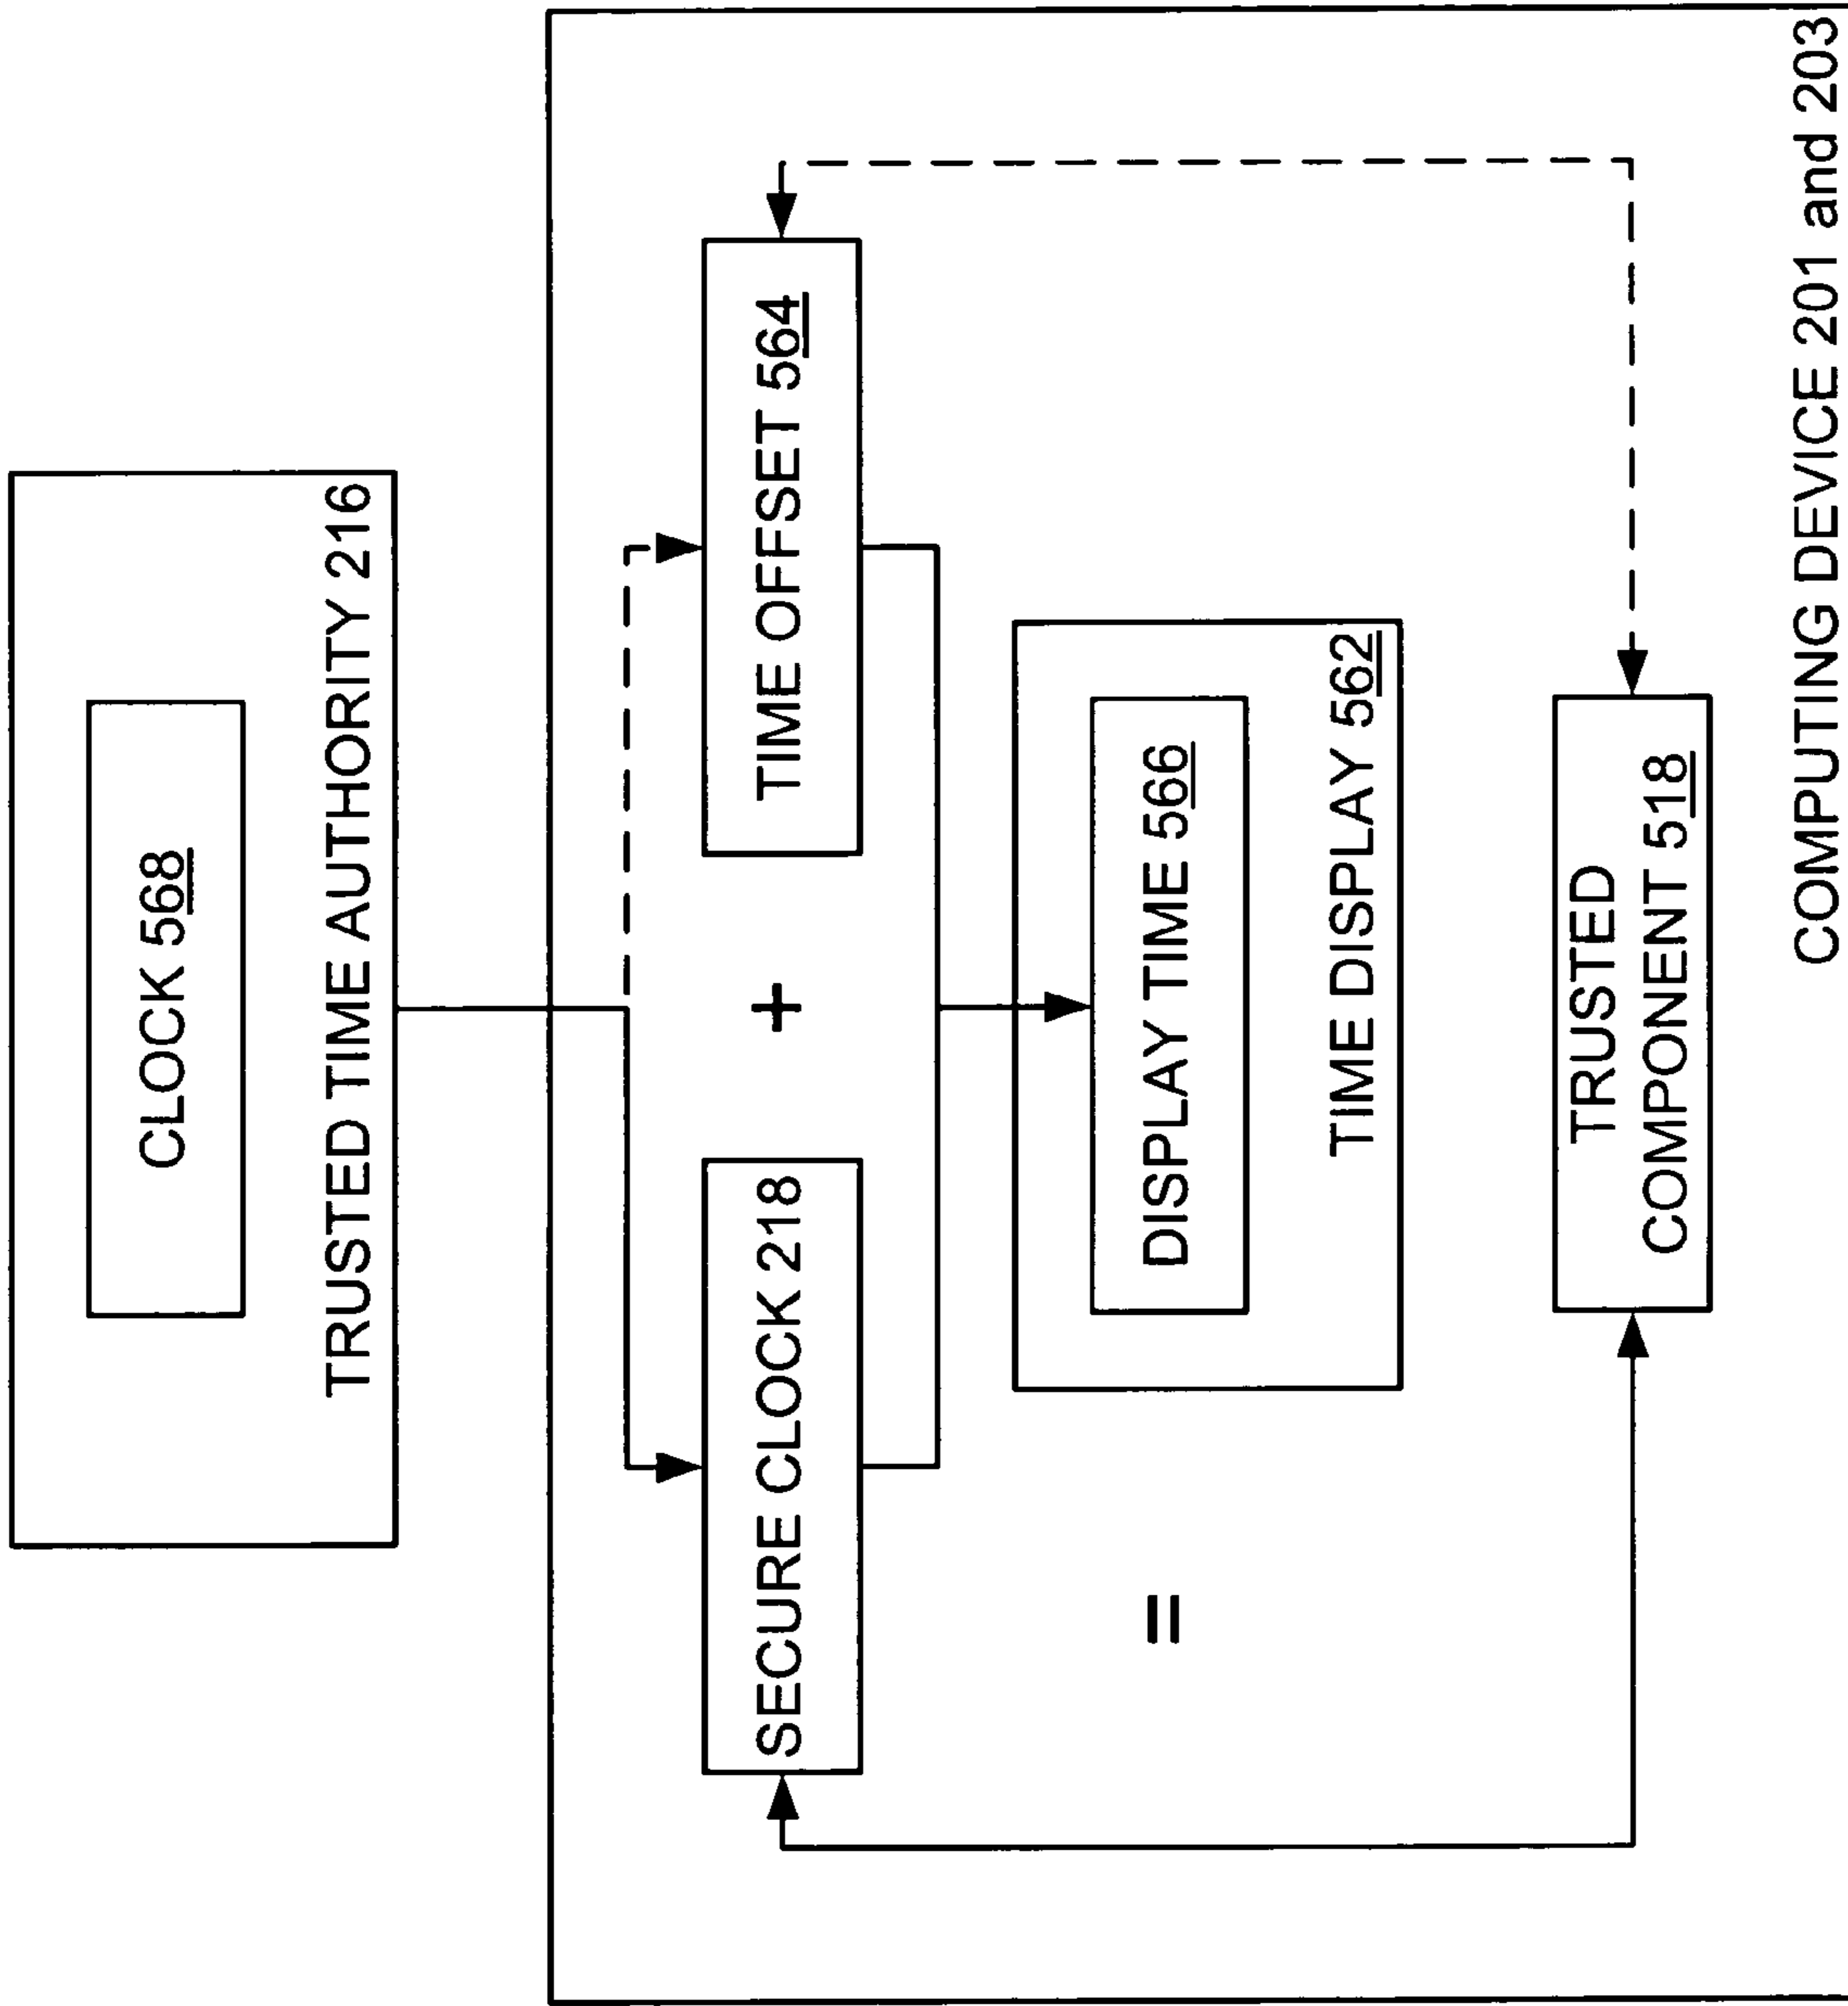 CLOCK 568
TRUSTED TIME AUTHORITY 216
SECURE CLOCK 218
+
TIME OFFSET 564
=
DISPLAY TIME 566
TIME DISPLAY 562
TRUSTED
COMPONENT 518
COMPUTING DEVICE 201 and 203